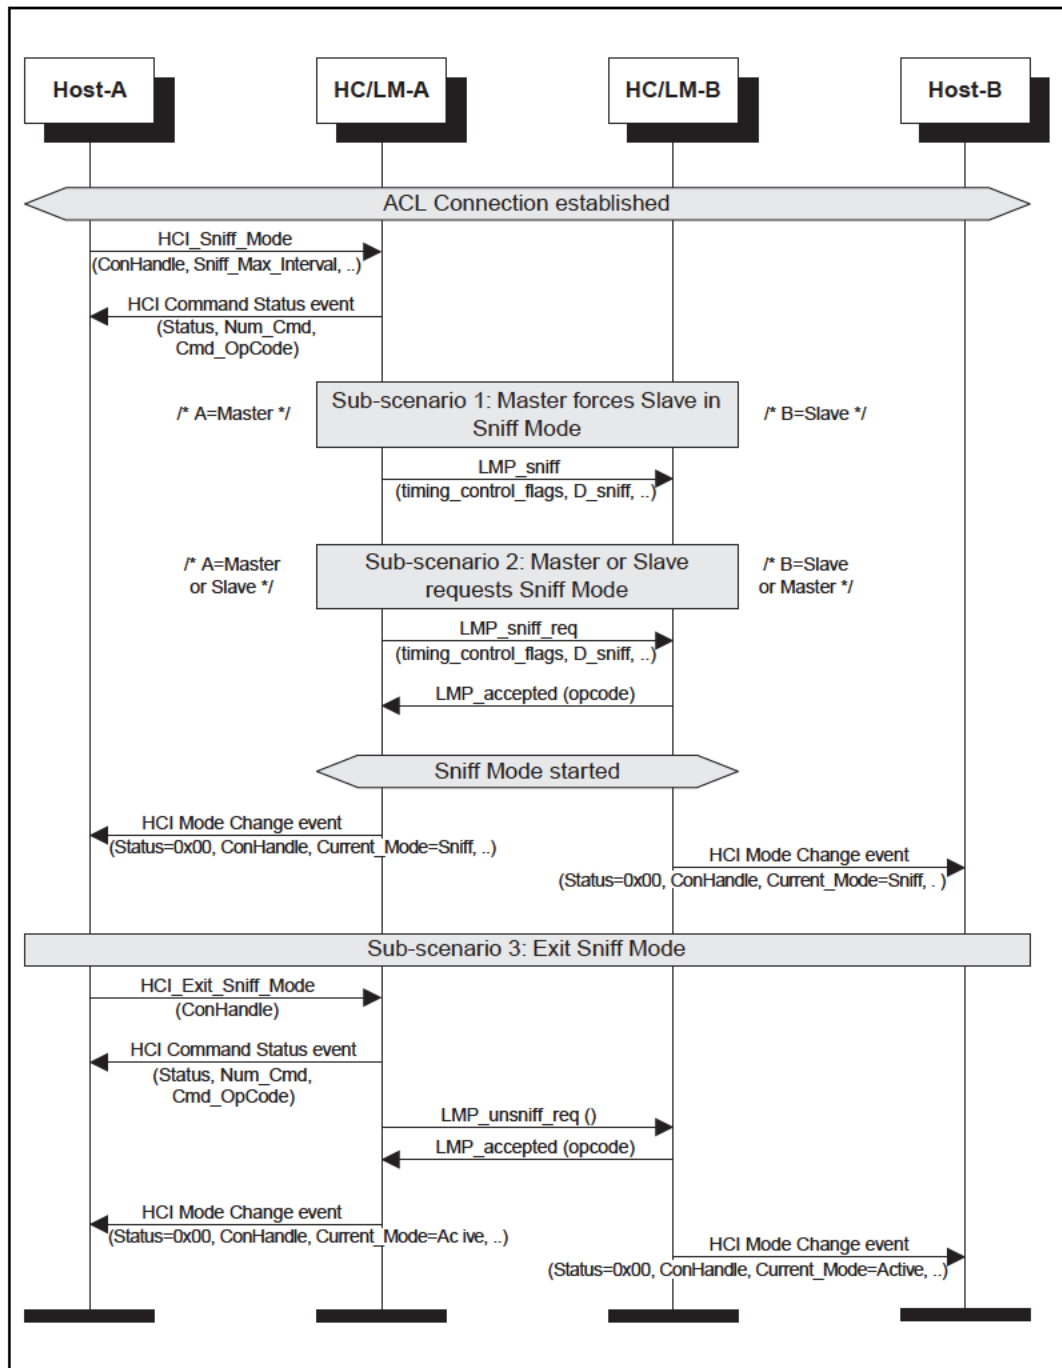 Host-A
HC/LM-A
HC/LM-B
Host-B
ACL Connection established
HCI_Sniff_Mode
(ConHandle, Sniff_Max_Interval, ..)
HCI Command Status event
(Status, Num_Cmd,
Cmd_OpCode)
/* A=Master */
Sub-scenario 1: Master forces Slave in
Sniff Mode
/* B=Slave */
LMP_sniff
(timing_control_flags, D_sniff, ..)
/* A=Master
or Slave */
Sub-scenario 2: Master or Slave
requests Sniff Mode
/* B=Slave
or Master */
LMP_sniff_req
(timing_control_flags, D_sniff, ..)
LMP_accepted (opcode)
Sniff Mode started
HCI Mode Change event
(Status=0x00, ConHandle, Current_Mode=Sniff, ..)
HCI Mode Change event
(Status=0x00, ConHandle, Current_Mode=Sniff, . )
Sub-scenario 3: Exit Sniff Mode
HCI_Exit_Sniff_Mode
(ConHandle)
HCI Command Status event
(Status, Num_Cmd,
Cmd_OpCode)
LMP_unsniff_req ()
LMP_accepted (opcode)
HCI Mode Change event
(Status=0x00, ConHandle, Current_Mode=Ac ive, ..)
HCI Mode Change event
(Status=0x00, ConHandle, Current_Mode=Active, ..)